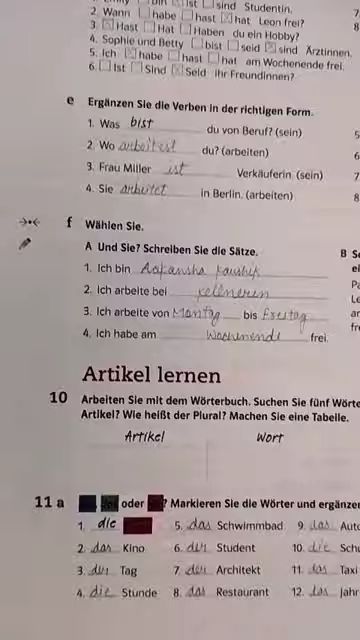 ist sind Studentin.
2. Wann habe hast hat Leon frei?
3. Hast Hat Haben du ein Hobby?
4. Sophie und Betty bist seid sind Ärztinnen.
5. Ich habe hast hat am Wochenende frei.
6. Ist Sind Seid ihr Freundinnen?
e Ergänzen Sie die Verben in der richtigen Form.
1. Was bist du von Beruf? (sein)
2. Wo arbeitest du? (arbeiten)
3. Frau Miller ist Verkäuferin. (sein)
4. Sie arbeitet in Berlin. (arbeiten)
f Wählen Sie.
A Und Sie? Schreiben Sie die Sätze. B
1. Ich bin Aakansha Kaushik
2. Ich arbeite bei kellneren
3. Ich arbeite von Montag bis Freitag
4. Ich habe am Wochenende frei.
Artikel lernen
10 Arbeiten Sie mit dem Wörterbuch. Suchen Sie fünf
Artikel? Wie heißt der Plural? Machen Sie eine Tabelle.
Artikel Wort
11 a oder ? Markieren Sie die Wörter und
1. die 5. das Schwimmbad 9. das
2. das Kino 6. der Student 10. die
3. der Tag 7. der Architekt 11. das Taxi
4. die Stunde 8. das Restaurant 12. das Jahr